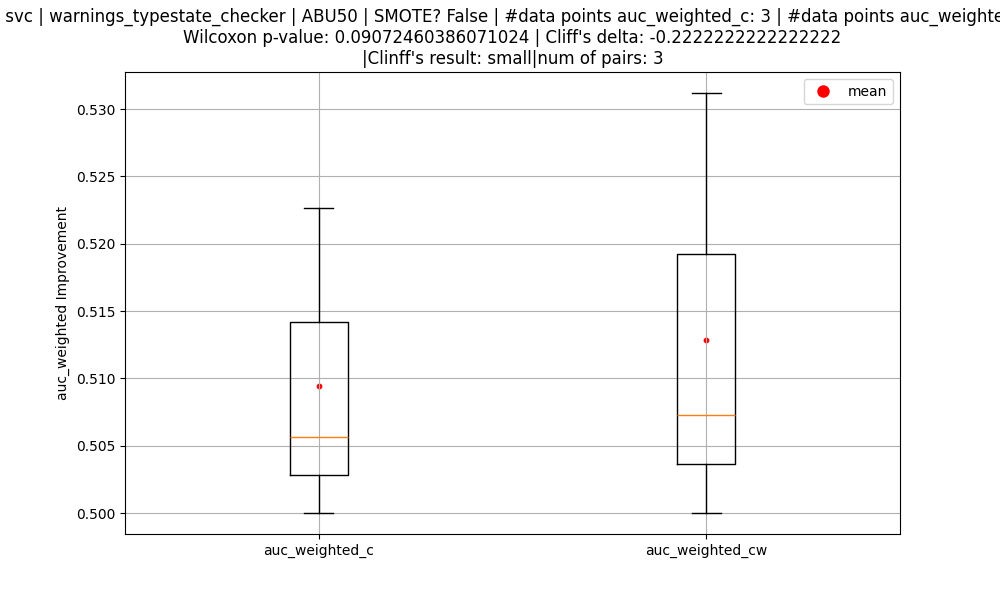 svc | warnings_typestate_checker | ABU50 | SMOTE? False | #data points auc_weighted_c: 3 | #data points
Wilcoxon p-value: 0.09072460386071024 | Cliff's delta: -0.2222222222222222
|Clinff's result: small|num of pairs: 3
mean
0.530
0.525
0.520
0.515
0.510
0.505
0.500
auc_weighted Improvement
auc_weighted_c
auc_weighted_cw